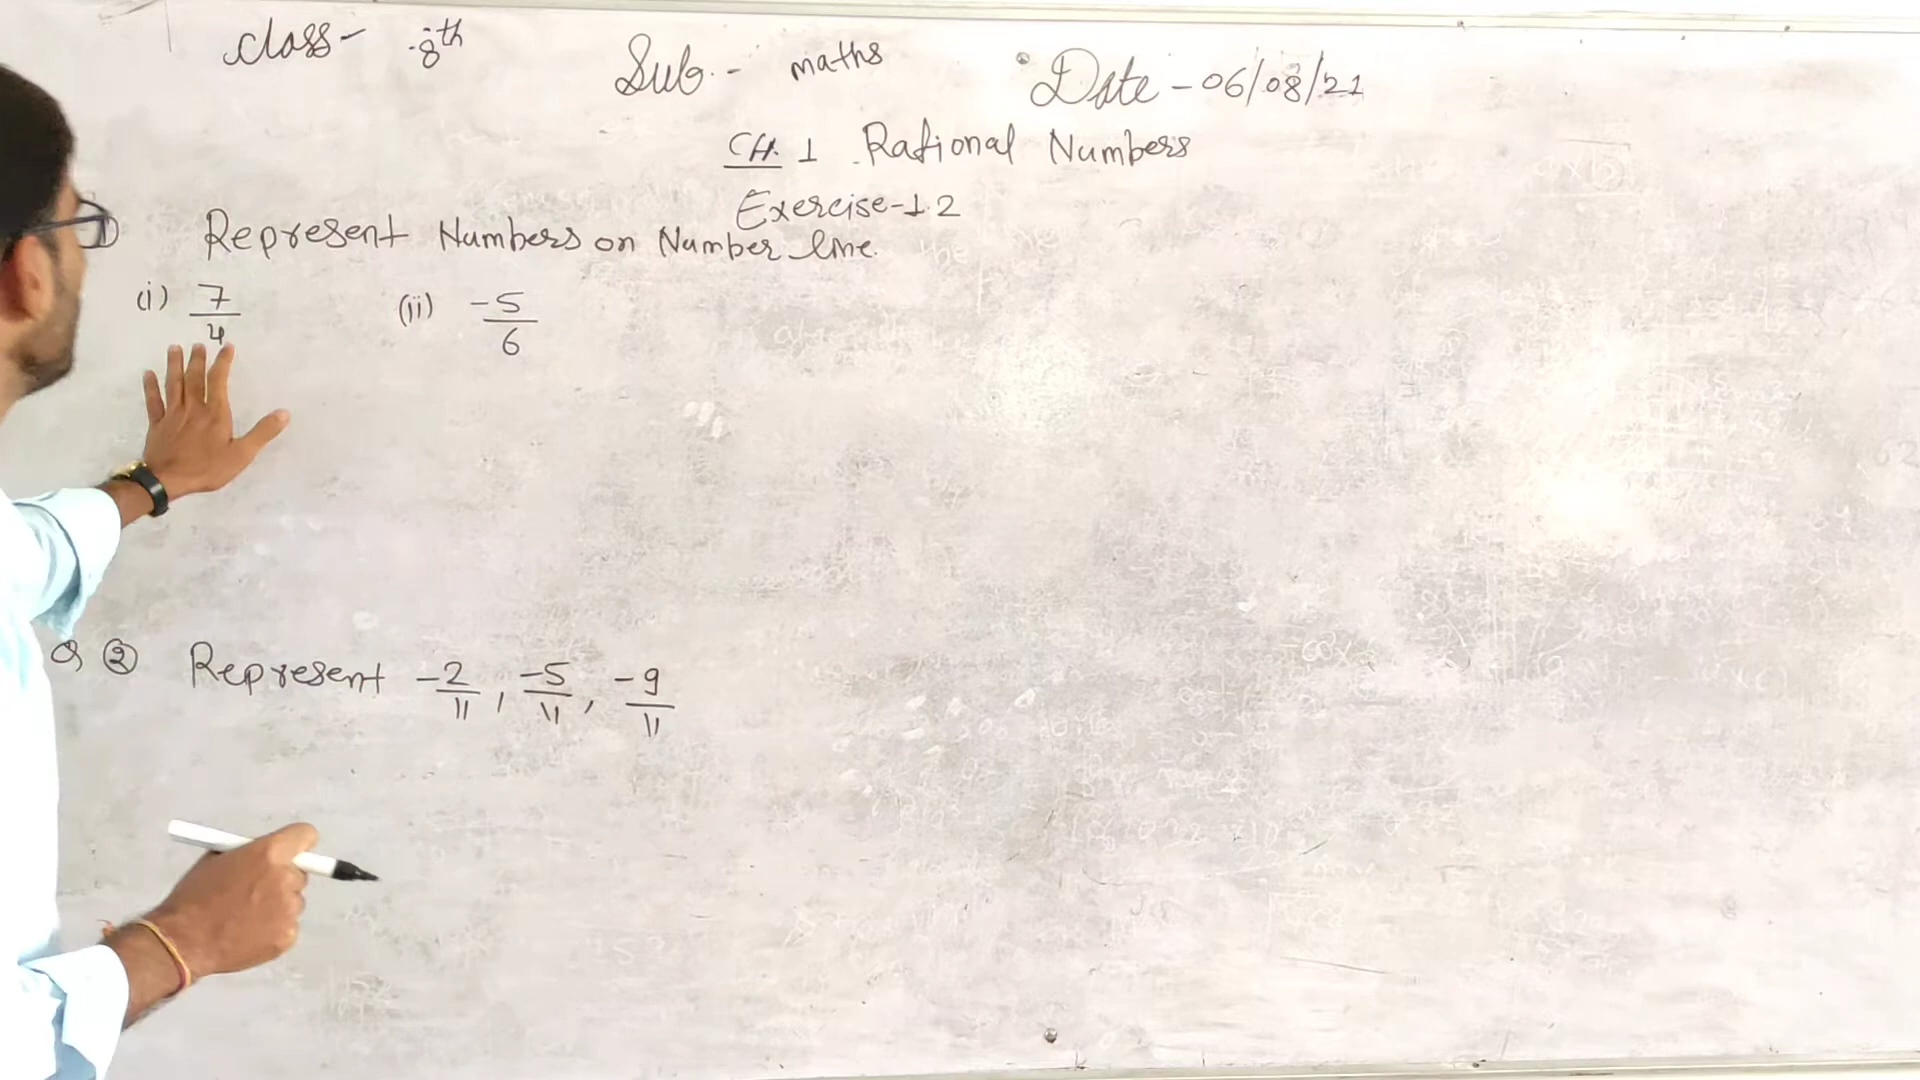 class- 8th Sub.- maths Date-06/08/21
CH. 1 Rational Numbers
Exercise-1.2
1 Represent Numbers on Number line.
(i) 7/4 (ii) -5/6
Q ② Represent -2/11, -5/11, -9/11